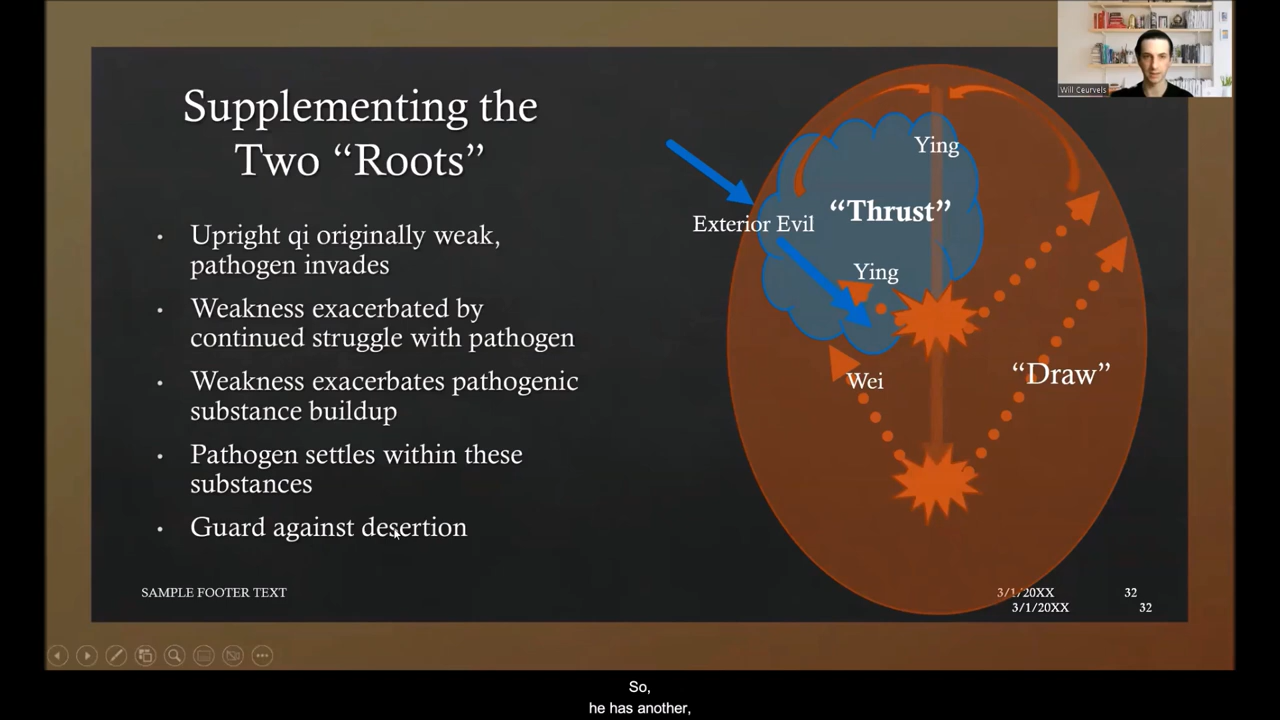 Supplementing the
Two “Roots”
· Upright qi originally weak,
pathogen invades
· Weakness exacerbated by
continued struggle with pathogen
· Weakness exacerbates pathogenic
substance buildup
· Pathogen settles within these
substances
· Guard against desertion
SAMPLE FOOTER TEXT
Ying
“Thrust”
Exterior Evil
Ying
Wei
“Draw”
3/1/20XX 32
3/1/20XX 32
Will Ceurvels
So,
he has another,